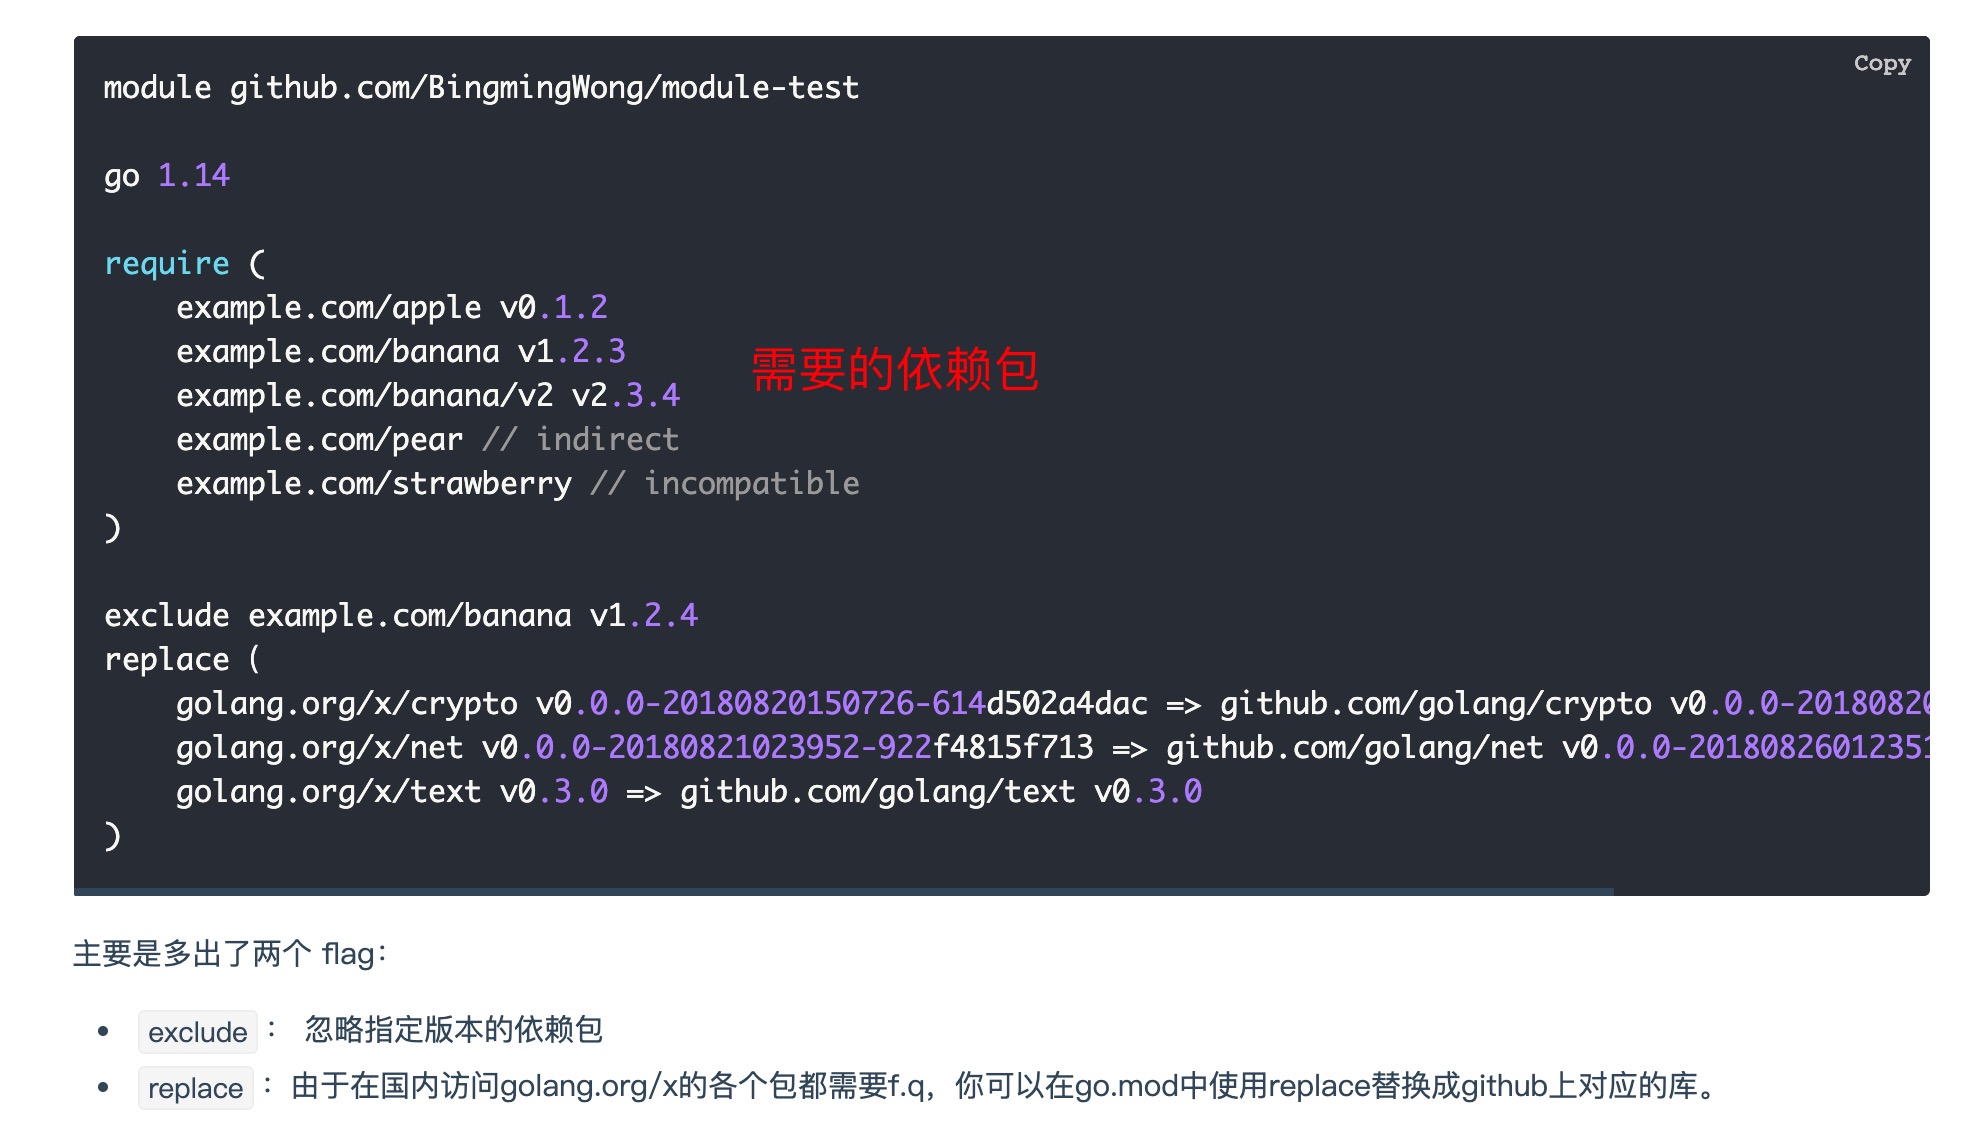 Copy
module github.com/BingmingWong/module-test
go 1.14
require (
example.com/apple v0.1.2
example.com/banana v1.2.3
需要的依赖包
example.com/banana/v2 v2.3.4
example.com/pear // indirect
example.com/strawberry // incompatible
)
exclude example.com/banana v1.2.4
replace (
golang.org/x/crypto v0.0.0-20180820150726-614d502a4dac => github.com/golang/crypto v0.0.0-2018082
golang.org/x/net v0.0.0-20180821023952-922f4815f713 => github.com/golang/net v0.0.0-20180826012351
golang.org/x/text v0.3.0 => github.com/golang/text v0.3.0
)
主要是多出了两个 flag：
• exclude： 忽略指定版本的依赖包
• replace：由于在国内访问golang.org/x的各个包都需要f.q，你可以在go.mod中使用replace替换成github上对应的库。